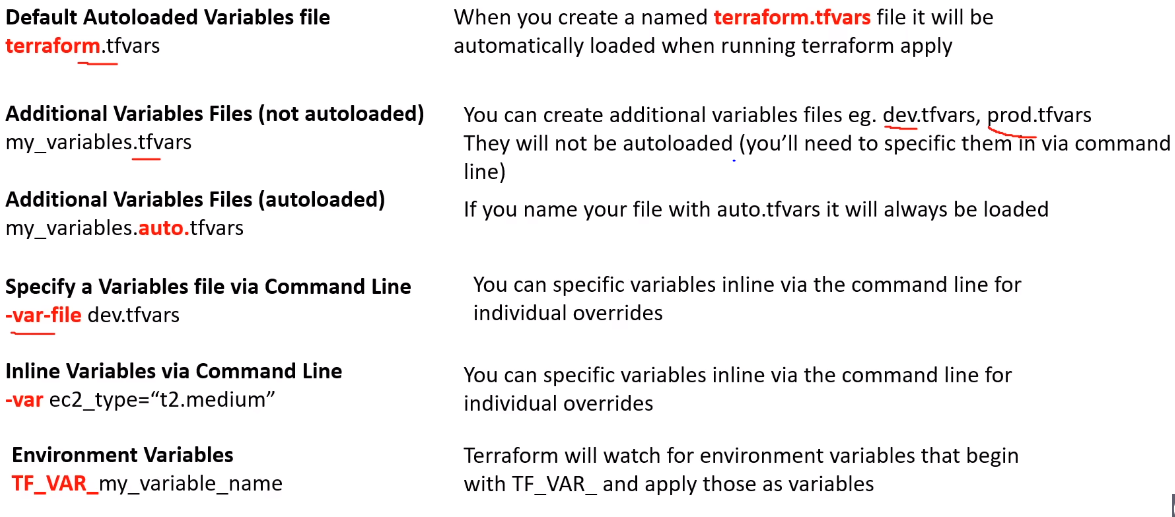 Default Autoloaded Variables file
terraform.tfvars
When you create a named terraform.tfvars file it will be
automatically loaded when running terraform apply
Additional Variables Files (not autoloaded)
my_variables.tfvars
You can create additional variables files eg. dev.tfvars, prod.tfvars
They will not be autoloaded (you’ll need to specific them in via command
line)
Additional Variables Files (autoloaded)
my_variables.auto.tfvars
If you name your file with auto.tfvars it will always be loaded
Specify a Variables file via Command Line
-var-file dev.tfvars
You can specific variables inline via the command line for
individual overrides
Inline Variables via Command Line
-var ec2_type=“t2.medium”
You can specific variables inline via the command line for
individual overrides
Environment Variables
TF_VAR_my_variable_name
Terraform will watch for environment variables that begin
with TF_VAR_ and apply those as variables